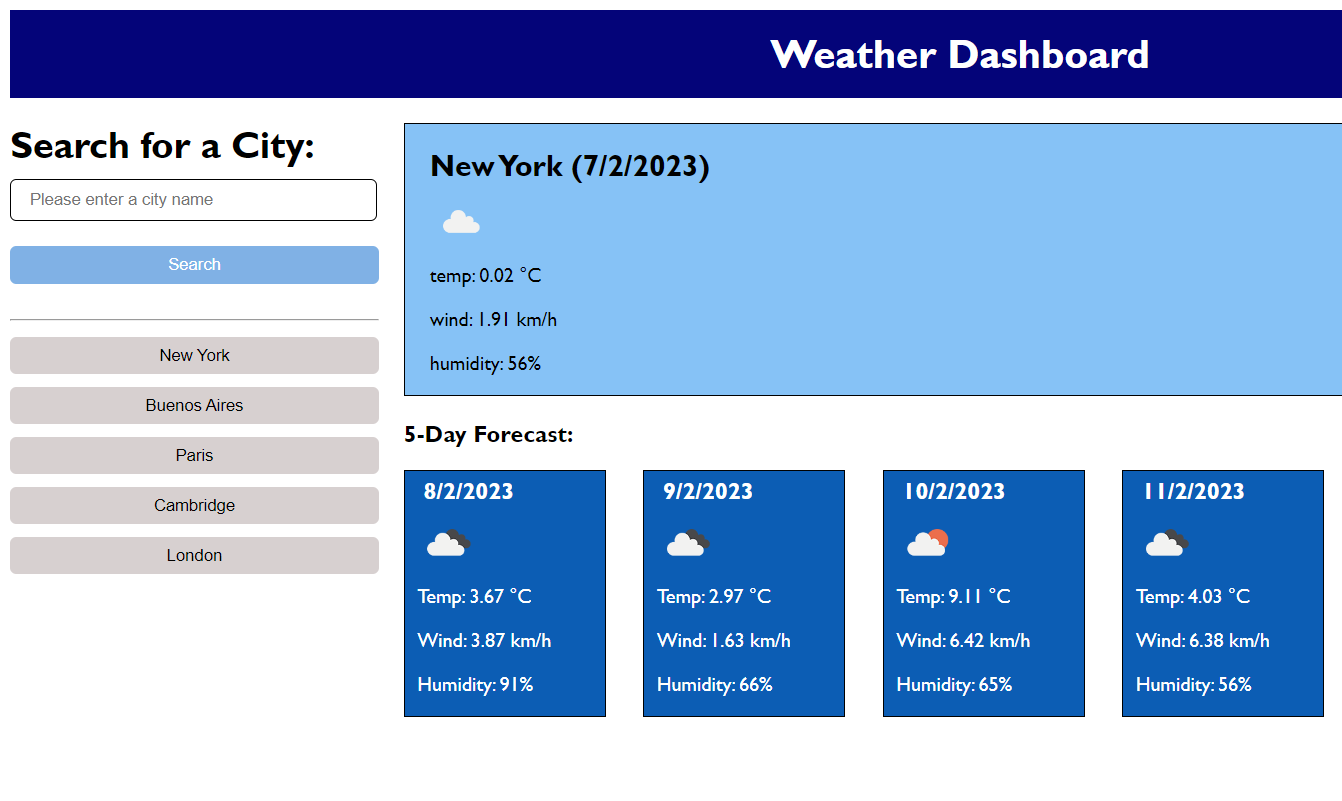 Weather Dashboard
Search for a City:
Please enter a city name
Search
New York
Buenos Aires
Paris
Cambridge
London
New York (7/2/2023)
temp: 0.02 °C
wind: 1.91 km/h
humidity: 56%
5-Day Forecast:
8/2/2023
Temp: 3.67 °C
Wind: 3.87 km/h
Humidity: 91%
9/2/2023
Temp: 2.97 °C
Wind: 1.63 km/h
Humidity: 66%
10/2/2023
Temp: 9.11 °C
Wind: 6.42 km/h
Humidity: 65%
11/2/2023
Temp: 4.03 °C
Wind: 6.38 km/h
Humidity: 56%